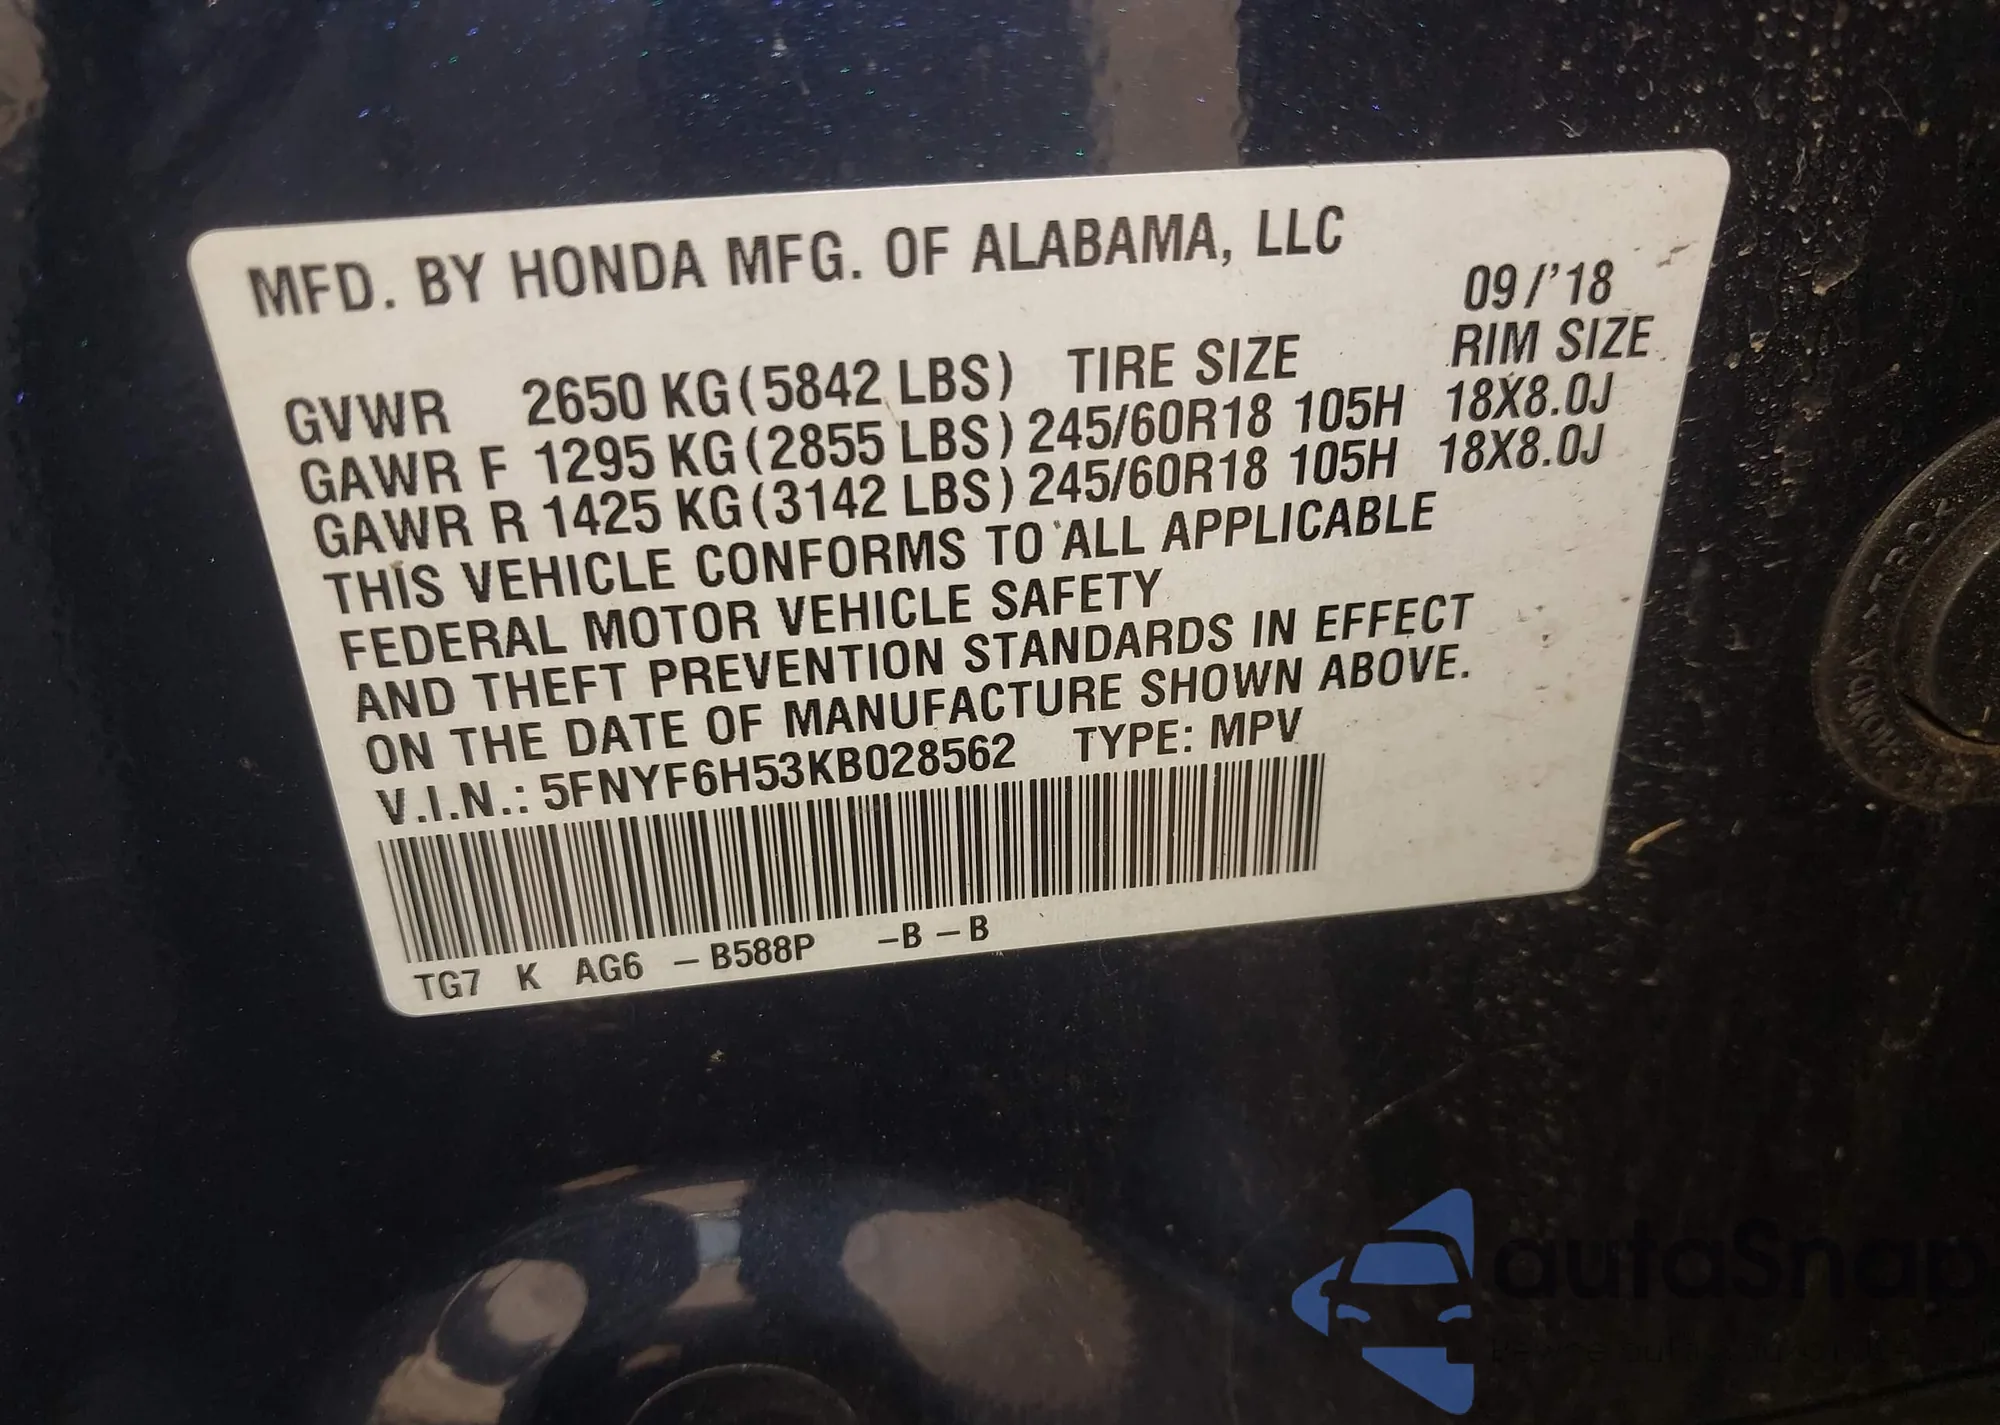 MFD. BY HONDA MFG. OF ALABAMA, LLC
09/'18
GVWR 2650 KG(5842 LBS) TIRE SIZE RIM SIZE
GAWR F 1295 KG(2855 LBS) 245/60R18 105H 18X8.0J
GAWR R 1425 KG(3142 LBS) 245/60R18 105H 18X8.0J
THIS VEHICLE CONFORMS TO ALL APPLICABLE
FEDERAL MOTOR VEHICLE SAFETY
AND THEFT PREVENTION STANDARDS IN EFFECT
ON THE DATE OF MANUFACTURE SHOWN ABOVE.
V.I.N.: 5FNYF6H53KB028562 TYPE: MPV
TG7 K AG6 –B588P –B–B
HONDA
autaSnap